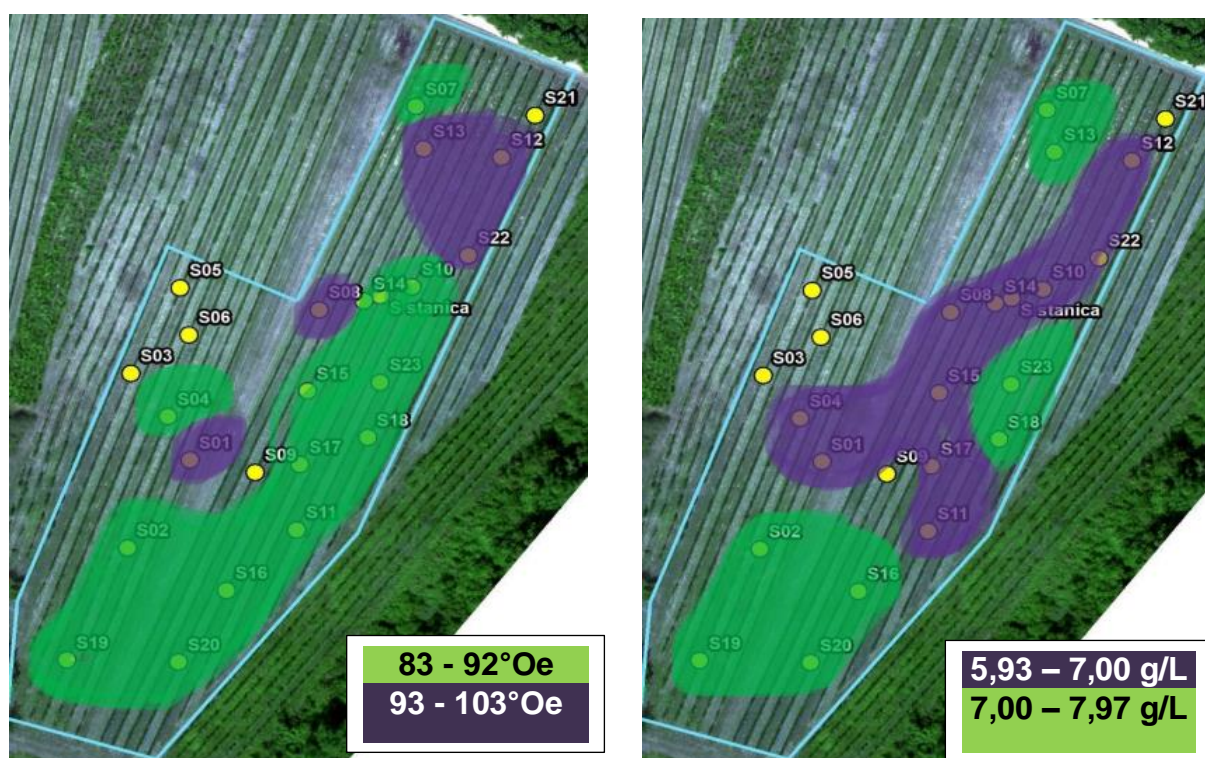 S07
S21
S13
S12
S22
S05
S10
S08
S14
S stanica
S06
S03
S15
S23
S04
S18
S01
S09
S17
S11
S02
S16
S19
S20
83 - 92°Oe
93 - 103°Oe
S07
S21
S13
S12
S22
S05
S10
S14
S08
S stanica
S06
S03
S23
S15
S04
S18
S01
S09
S17
S11
S02
S16
S19
S20
5,93 – 7,00 g/L
7,00 – 7,97 g/L